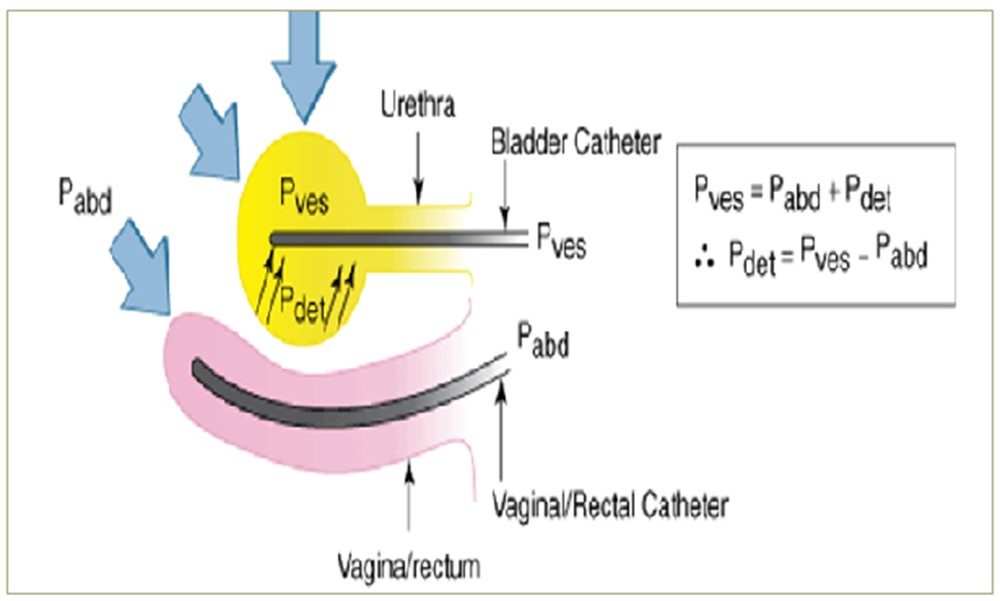 Urethra
Bladder Catheter
Pabd
Pves
Pves
Pves = Pabd + Pdet
∴ Pdet = Pves - Pabd
Pdet
Pabd
Vaginal/Rectal Catheter
Vagina/rectum